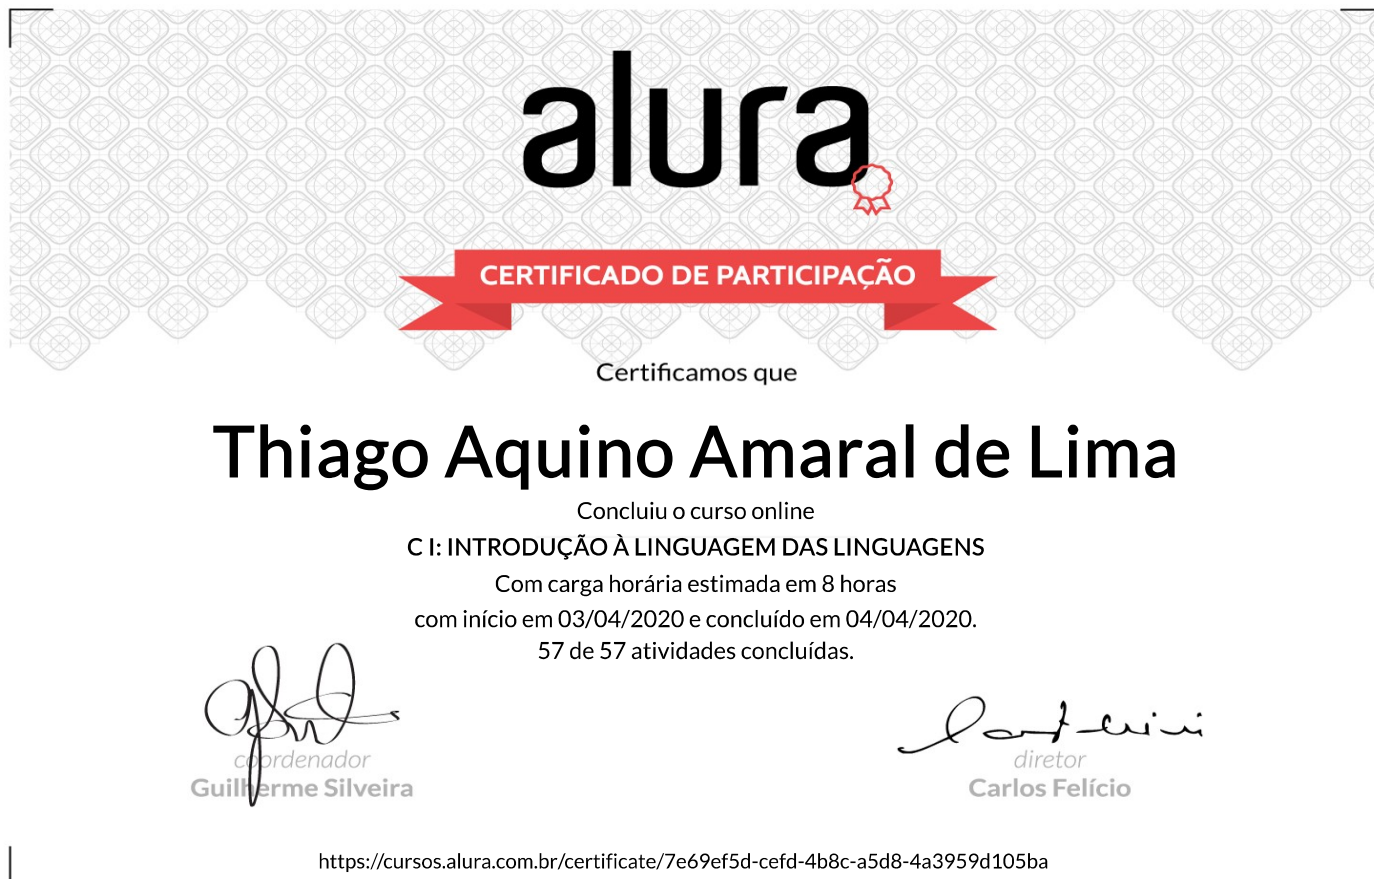 alura
CERTIFICADO DE PARTICIPAÇÃO
Certificamos que
Thiago Aquino Amaral de Lima
Concluiu o curso online
C I: INTRODUÇÃO À LINGUAGEM DAS LINGUAGENS
Com carga horária estimada em 8 horas
com início em 03/04/2020 e concluído em 04/04/2020.
57 de 57 atividades concluídas.
coordenador
Guilherme Silveira
diretor
Carlos Felício
https://cursos.alura.com.br/certificate/7e69ef5d-cefd-4b8c-a5d8-4a3959d105ba